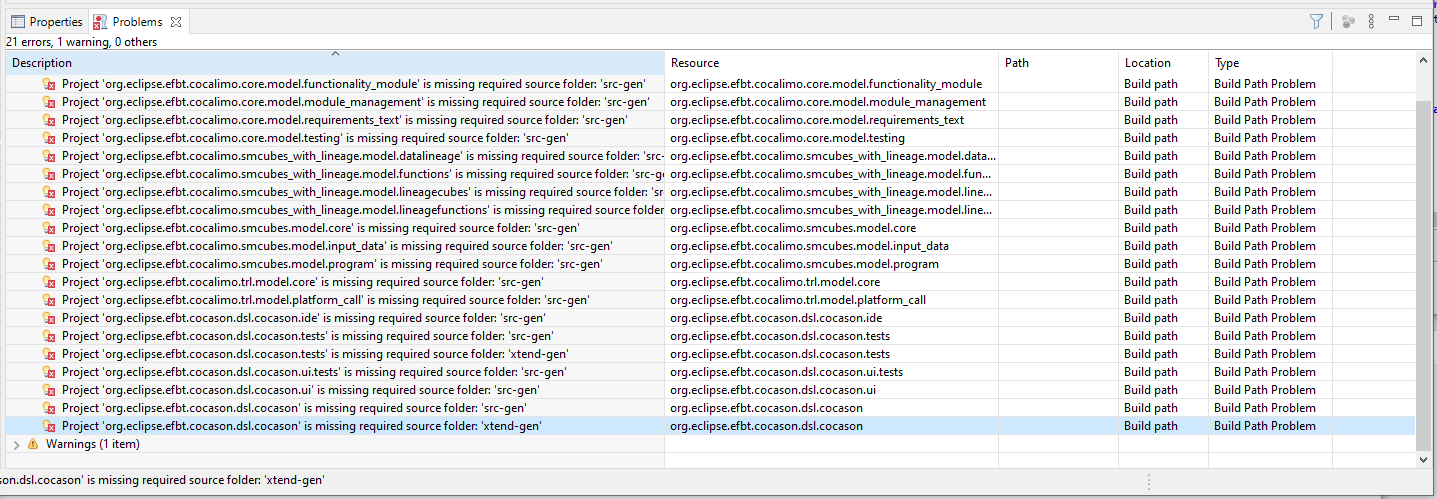 Properties Problems
21 errors, 1 warning, 0 others
Description Resource Path Location Type
Project 'org.eclipse.efbt.cocalimo.core.model.functionality_module' is missing required source folder: 'src-gen' org.eclipse.efbt.cocalimo.core.model.functionality_module Build path Build Path Problem
Project 'org.eclipse.efbt.cocalimo.core.model.module_management' is missing required source folder: 'src-gen' org.eclipse.efbt.cocalimo.core.model.module_management Build path Build Path Problem
Project 'org.eclipse.efbt.cocalimo.core.model.requirements_text' is missing required source folder: 'src-gen' org.eclipse.efbt.cocalimo.core.model.requirements_text Build path Build Path Problem
Project 'org.eclipse.efbt.cocalimo.core.model.testing' is missing required source folder: 'src-gen' org.eclipse.efbt.cocalimo.core.model.testing Build path Build Path Problem
Project 'org.eclipse.efbt.cocalimo.smcubes_with_lineage.model.datalineage' is missing required source folder: 'src- org.eclipse.efbt.cocalimo.smcubes_with_lineage.model.data... Build path Build Path Problem
Project 'org.eclipse.efbt.cocalimo.smcubes_with_lineage.model.functions' is missing required source folder: 'src-ge org.eclipse.efbt.cocalimo.smcubes_with_lineage.model.fun... Build path Build Path Problem
Project 'org.eclipse.efbt.cocalimo.smcubes_with_lineage.model.lineagecubes' is missing required source folder: 'sr org.eclipse.efbt.cocalimo.smcubes_with_lineage.model.line... Build path Build Path Problem
Project 'org.eclipse.efbt.cocalimo.smcubes_with_lineage.model.lineagefunctions' is missing required source folder org.eclipse.efbt.cocalimo.smcubes_with_lineage.model.line... Build path Build Path Problem
Project 'org.eclipse.efbt.cocalimo.smcubes.model.core' is missing required source folder: 'src-gen' org.eclipse.efbt.cocalimo.smcubes.model.core Build path Build Path Problem
Project 'org.eclipse.efbt.cocalimo.smcubes.model.input_data' is missing required source folder: 'src-gen' org.eclipse.efbt.cocalimo.smcubes.model.input_data Build path Build Path Problem
Project 'org.eclipse.efbt.cocalimo.smcubes.model.program' is missing required source folder: 'src-gen' org.eclipse.efbt.cocalimo.smcubes.model.program Build path Build Path Problem
Project 'org.eclipse.efbt.cocalimo.trl.model.core' is missing required source folder: 'src-gen' org.eclipse.efbt.cocalimo.trl.model.core Build path Build Path Problem
Project 'org.eclipse.efbt.cocalimo.trl.model.platform_call' is missing required source folder: 'src-gen' org.eclipse.efbt.cocalimo.trl.model.platform_call Build path Build Path Problem
Project 'org.eclipse.efbt.cocason.dsl.cocason.ide' is missing required source folder: 'src-gen' org.eclipse.efbt.cocason.dsl.cocason.ide Build path Build Path Problem
Project 'org.eclipse.efbt.cocason.dsl.cocason.tests' is missing required source folder: 'src-gen' org.eclipse.efbt.cocason.dsl.cocason.tests Build path Build Path Problem
Project 'org.eclipse.efbt.cocason.dsl.cocason.tests' is missing required source folder: 'xtend-gen' org.eclipse.efbt.cocason.dsl.cocason.tests Build path Build Path Problem
Project 'org.eclipse.efbt.cocason.dsl.cocason.ui.tests' is missing required source folder: 'src-gen' org.eclipse.efbt.cocason.dsl.cocason.ui.tests Build path Build Path Problem
Project 'org.eclipse.efbt.cocason.dsl.cocason.ui' is missing required source folder: 'src-gen' org.eclipse.efbt.cocason.dsl.cocason.ui Build path Build Path Problem
Project 'org.eclipse.efbt.cocason.dsl.cocason' is missing required source folder: 'src-gen' org.eclipse.efbt.cocason.dsl.cocason Build path Build Path Problem
Project 'org.eclipse.efbt.cocason.dsl.cocason' is missing required source folder: 'xtend-gen' org.eclipse.efbt.cocason.dsl.cocason Build path Build Path Problem
Warnings (1 item)
son.dsl.cocason' is missing required source folder: 'xtend-gen'